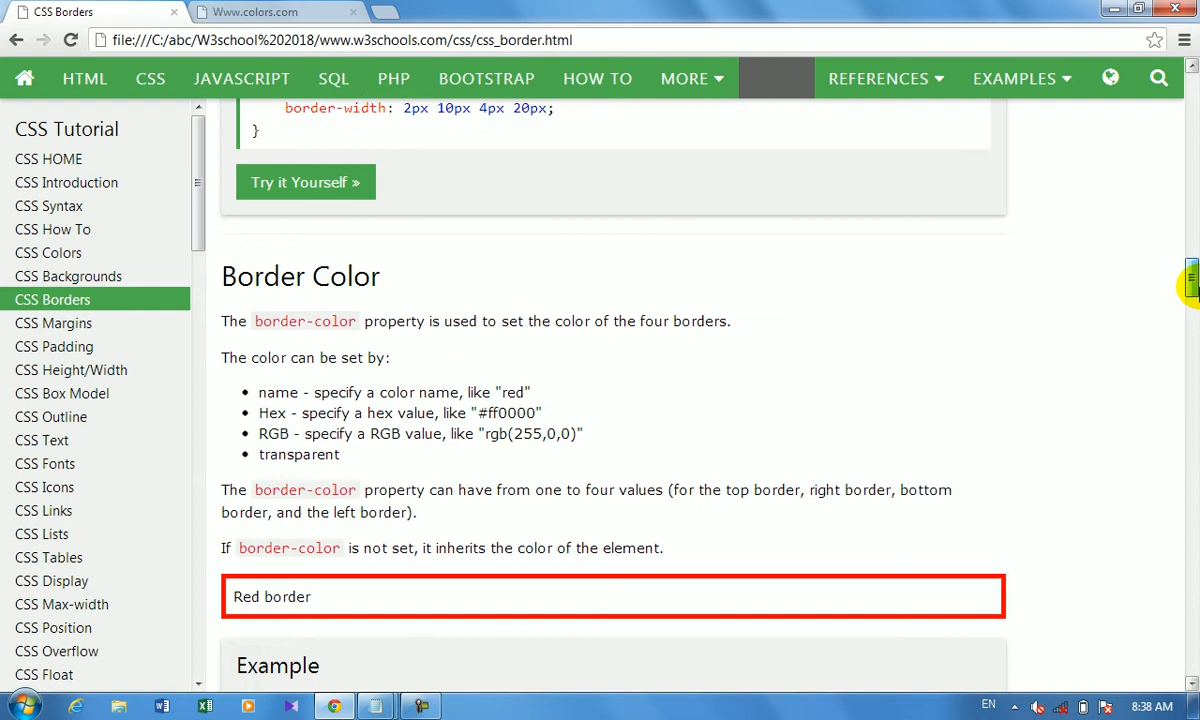 CSS Borders
Www.colors.com
file:///C:/abc/W3school%202018/www.w3schools.com/css/css_border.html
HTML CSS JAVASCRIPT SQL PHP BOOTSTRAP HOW TO MORE REFERENCES EXAMPLES
CSS Tutorial
CSS HOME
CSS Introduction
CSS Syntax
CSS How To
CSS Colors
CSS Backgrounds
CSS Borders
CSS Margins
CSS Padding
CSS Height/Width
CSS Box Model
CSS Outline
CSS Text
CSS Fonts
CSS Icons
CSS Links
CSS Lists
CSS Tables
CSS Display
CSS Max-width
CSS Position
CSS Overflow
CSS Float
border-width: 2px 10px 4px 20px;
}
Try it Yourself »
Border Color
The border-color property is used to set the color of the four borders.
The color can be set by:
• name - specify a color name, like "red"
• Hex - specify a hex value, like "#ff0000"
• RGB - specify a RGB value, like "rgb(255,0,0)"
• transparent
The border-color property can have from one to four values (for the top border, right border, bottom
border, and the left border).
If border-color is not set, it inherits the color of the element.
Red border
Example
EN 8:38 AM